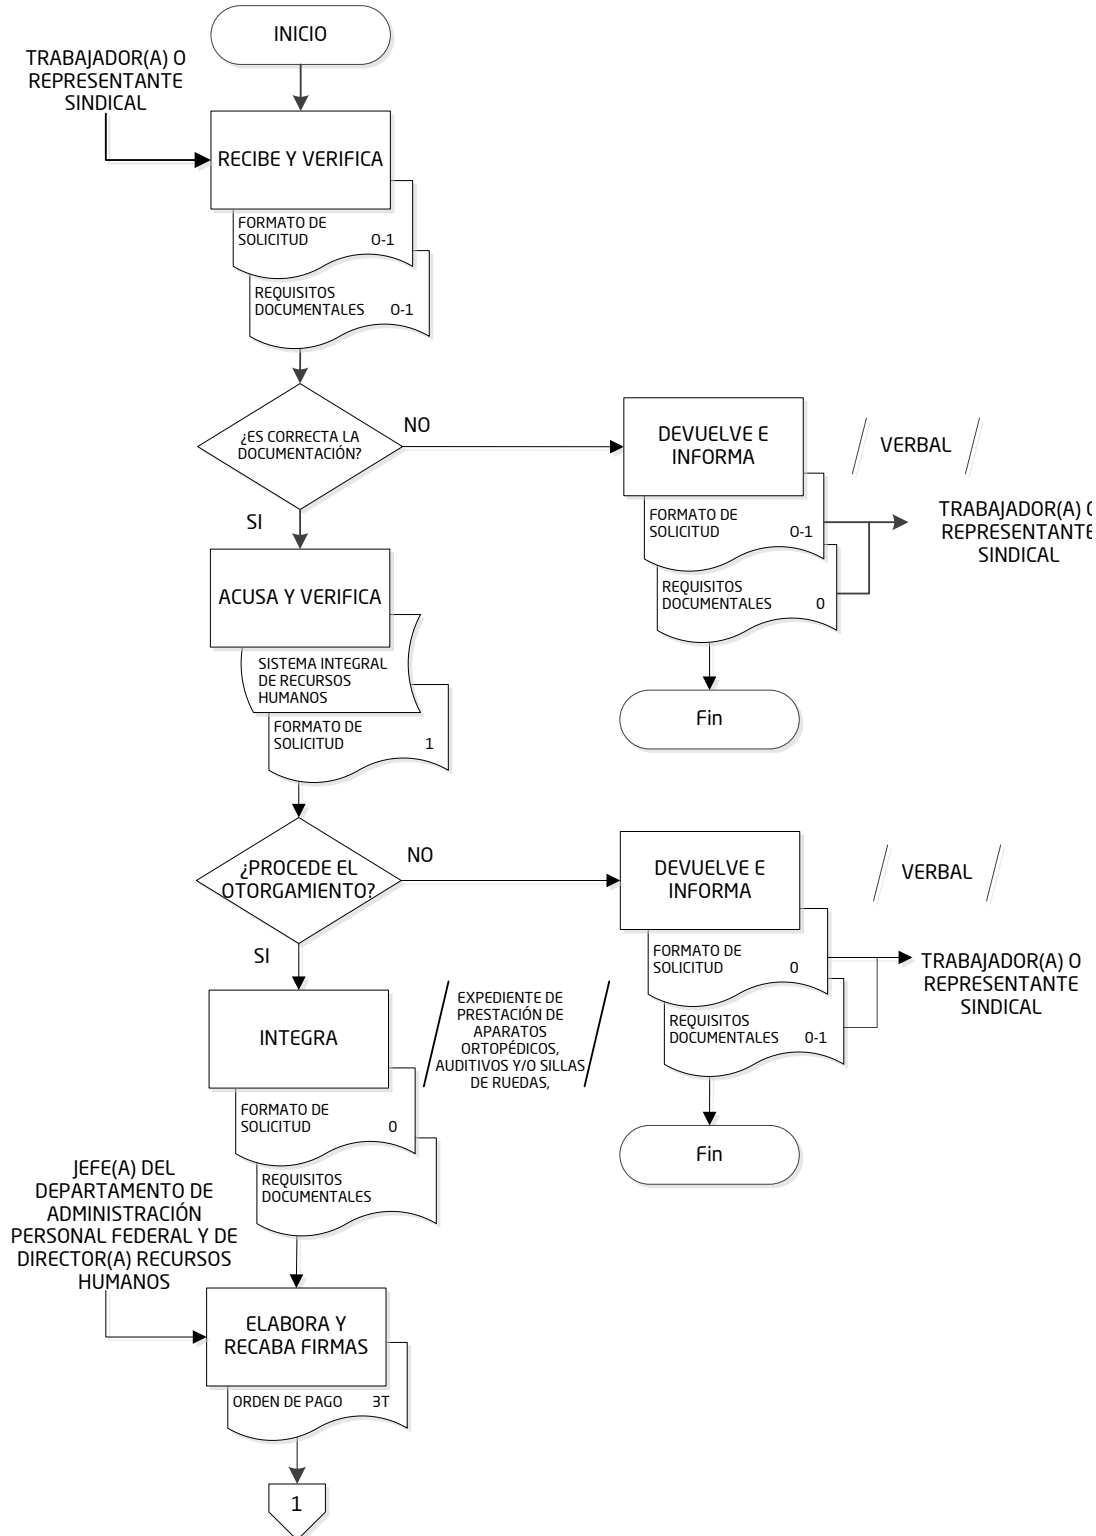 INICIO
TRABAJADOR(A) O
REPRESENTANTE
SINDICAL
RECIBE Y VERIFICA
FORMATO DE
SOLICITUD 0-1
REQUISITOS
DOCUMENTALES 0-1
¿ES CORRECTA LA
DOCUMENTACIÓN?
NO
SI
DEVUELVE E
INFORMA
VERBAL
FORMATO DE
SOLICITUD 0-1
REQUISITOS
DOCUMENTALES 0
TRABAJADOR(A) O
REPRESENTANTE
SINDICAL
Fin
ACUSA Y VERIFICA
SISTEMA INTEGRAL
DE RECURSOS
HUMANOS
FORMATO DE
SOLICITUD 1
¿PROCEDE EL
OTORGAMIENTO?
NO
SI
DEVUELVE E
INFORMA
VERBAL
FORMATO DE
SOLICITUD 0
REQUISITOS
DOCUMENTALES 0-1
TRABAJADOR(A) O
REPRESENTANTE
SINDICAL
Fin
INTEGRA
EXPEDIENTE DE
PRESTACIÓN DE
APARATOS
ORTOPÉDICOS,
AUDITIVOS Y/O SILLAS
DE RUEDAS,
FORMATO DE
SOLICITUD 0
REQUISITOS
DOCUMENTALES
JEFE(A) DEL
DEPARTAMENTO DE
ADMINISTRACIÓN
PERSONAL FEDERAL Y DE
DIRECTOR(A) RECURSOS
HUMANOS
ELABORA Y
RECABA FIRMAS
ORDEN DE PAGO 3T
1